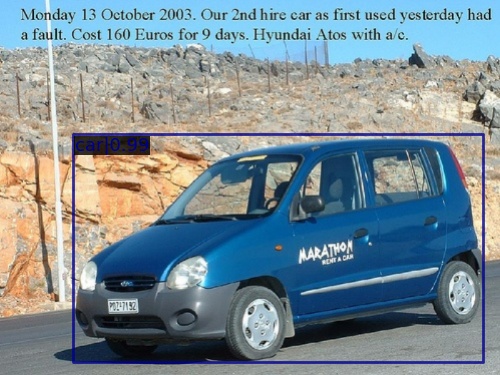 Monday 13 October 2003. Our 2nd hire car as first used yesterday had
a fault. Cost 160 Euros for 9 days. Hyundai Atos with a/c.
car|0.99
MARATHON
RENT A CAR